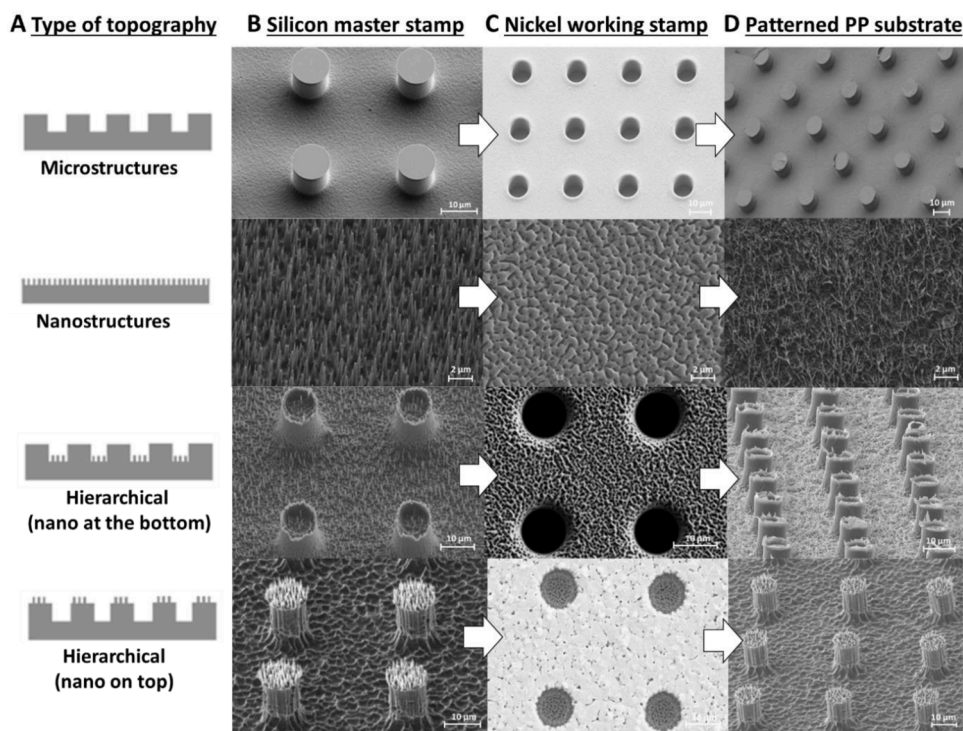 A Type of topography
B Silicon master stamp
C Nickel working stamp
D Patterned PP substrate
Microstructures
10 µm
10 µm
10 µm
Nanostructures
2 µm
2 µm
2 µm
Hierarchical
(nano at the bottom)
10 µm
10 µm
10 µm
Hierarchical
(nano on top)
10 µm
10 µm
10 µm